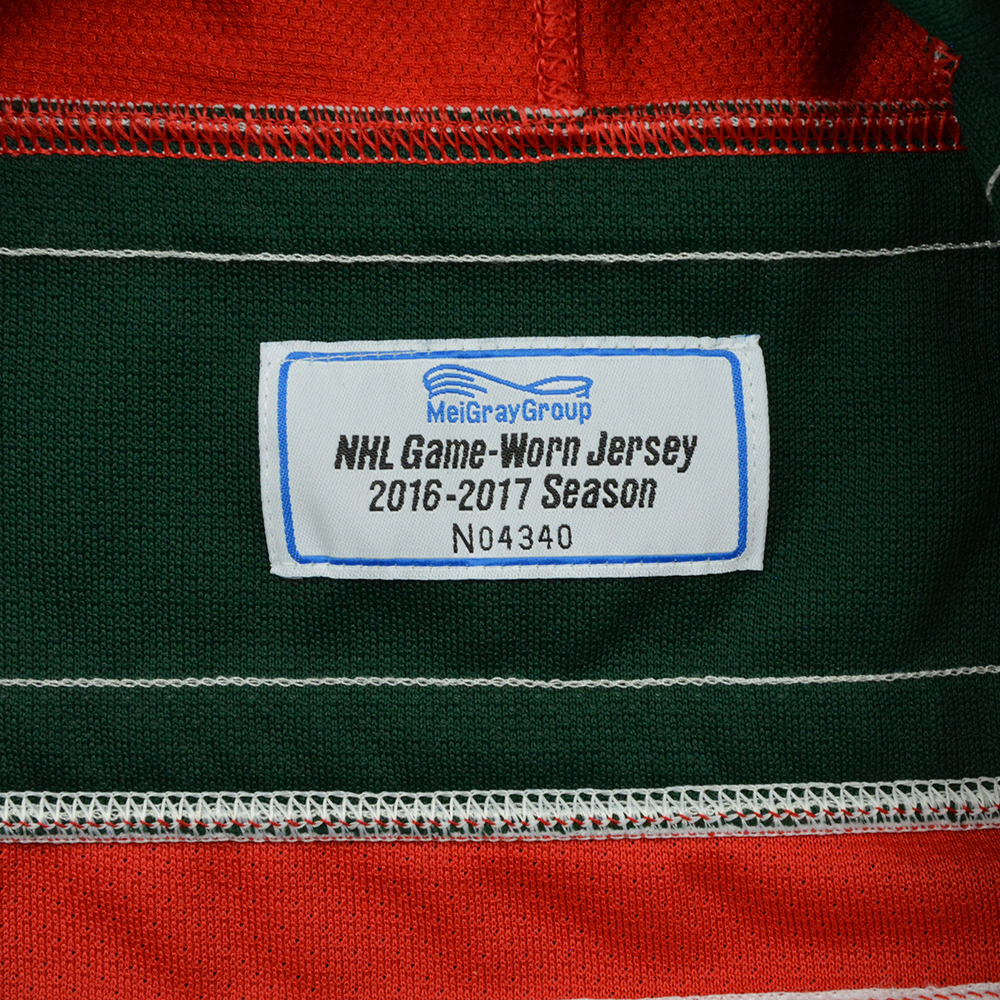 MeiGrayGroup
NHL Game-Worn Jersey
2016-2017 Season
N04340